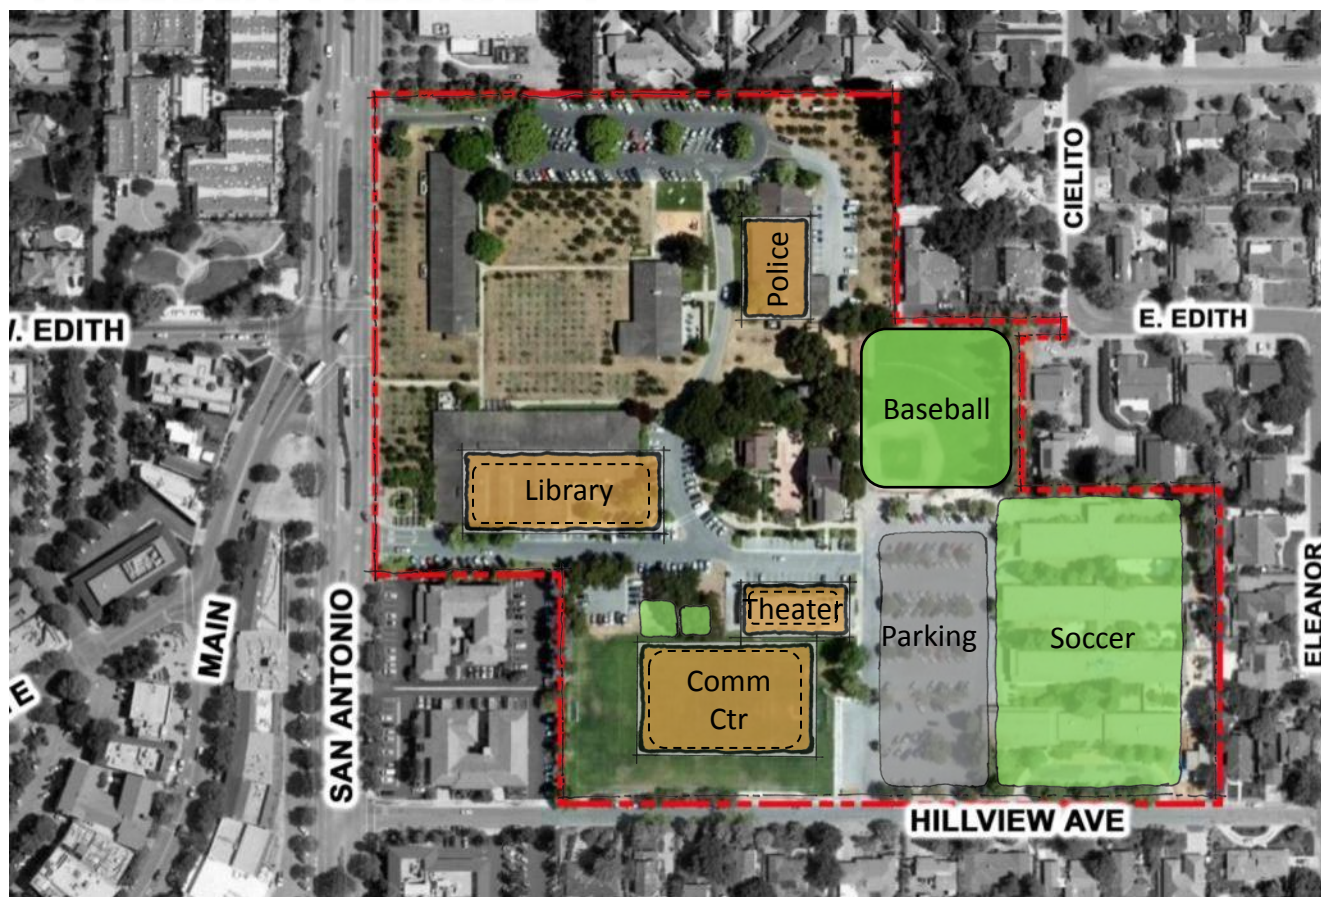 CIELITO
Police
W. EDITH
E. EDITH
Baseball
Library
MAIN
SAN ANTONIO
Theater
Parking
Soccer
ELEANOR
Comm
Ctr
HILLVIEW AVE